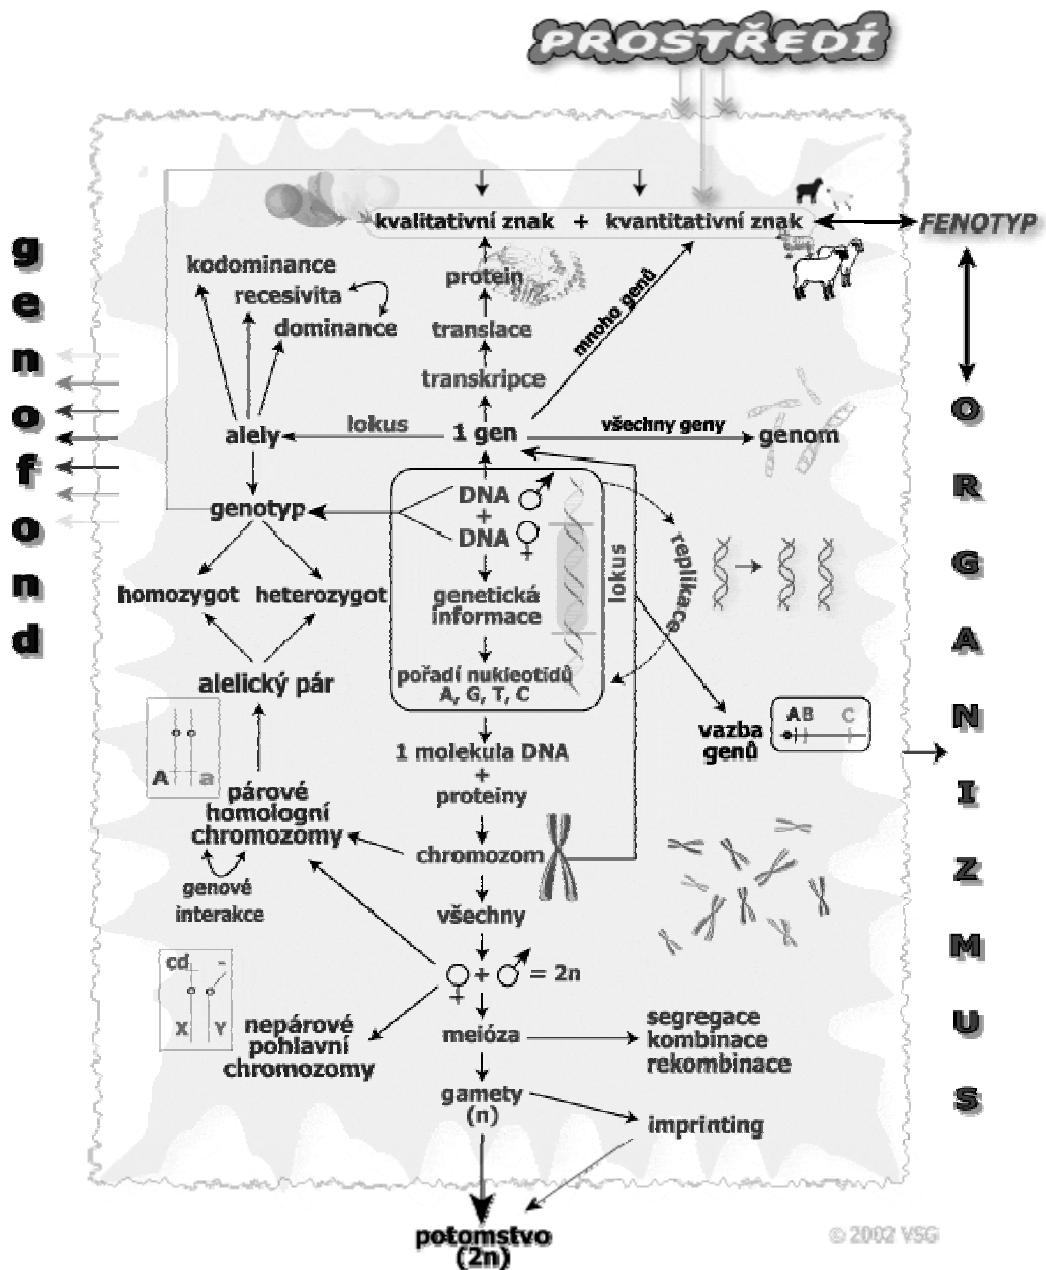 PROSTŘEDÍ
kvalitativní znak + kvantitativní znak
FENOTYP
genofond
ORGANIZMUS
kodominance
recesivita
dominance
protein
translace
transkripce
mnoho genů
alely
lokus
1 gen
všechny geny
genom
genotyp
DNA
+
DNA
genetická
informace
pořadí nukleotidů
A, G, T, C
lokus
replikace
homozygot
heterozygot
alelický pár
A a
vazba
genů
A B C
1 molekula DNA
+
proteiny
párové
homologní
chromozomy
chromozom
genové
interakce
všechny
+ = 2n
cd -
X Y
nepárové
pohlavní
chromozomy
meióza
segregace
kombinace
rekombinace
gamety
(n)
imprinting
potomstvo
(2n)
© 2002 VSG